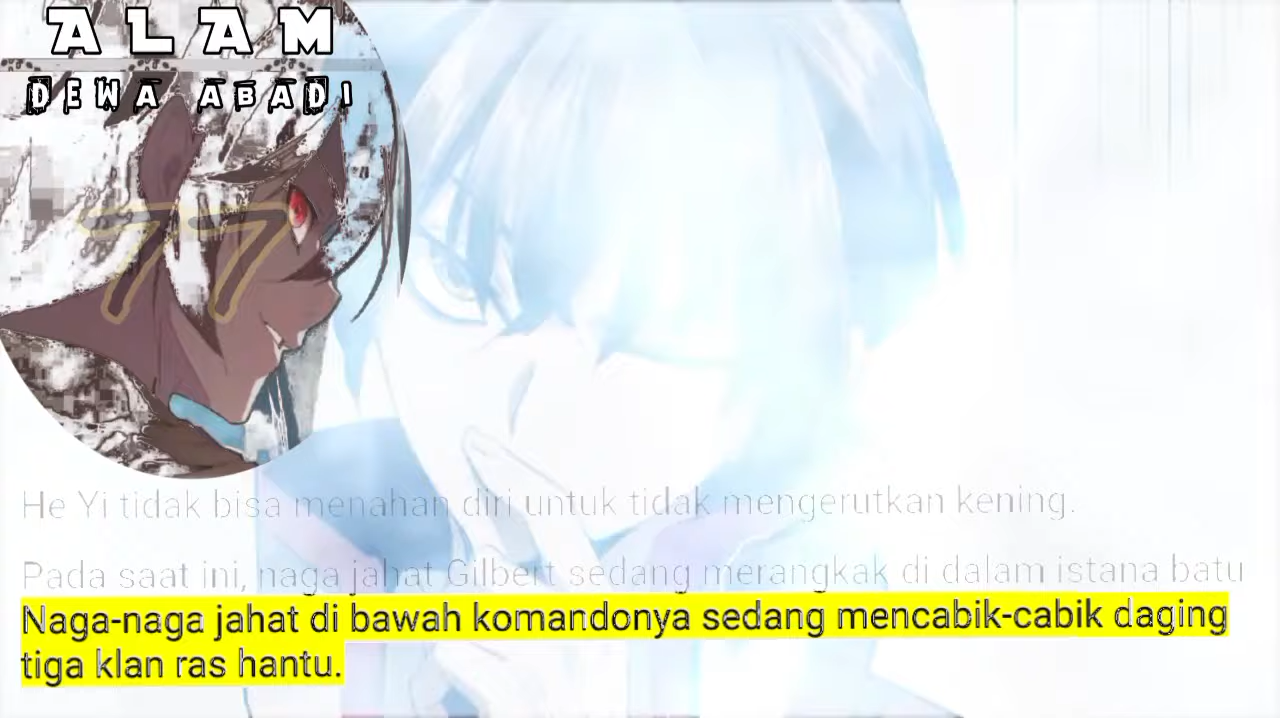 ALAM
DEWA ABADI
77
He Yi tidak bisa menahan diri untuk tidak mengerutkan kening.
Pada saat ini, naga jahat Gilbert sedang merangkak di dalam istana batu
Naga-naga jahat di bawah komandonya sedang mencabik-cabik daging
tiga klan ras hantu.